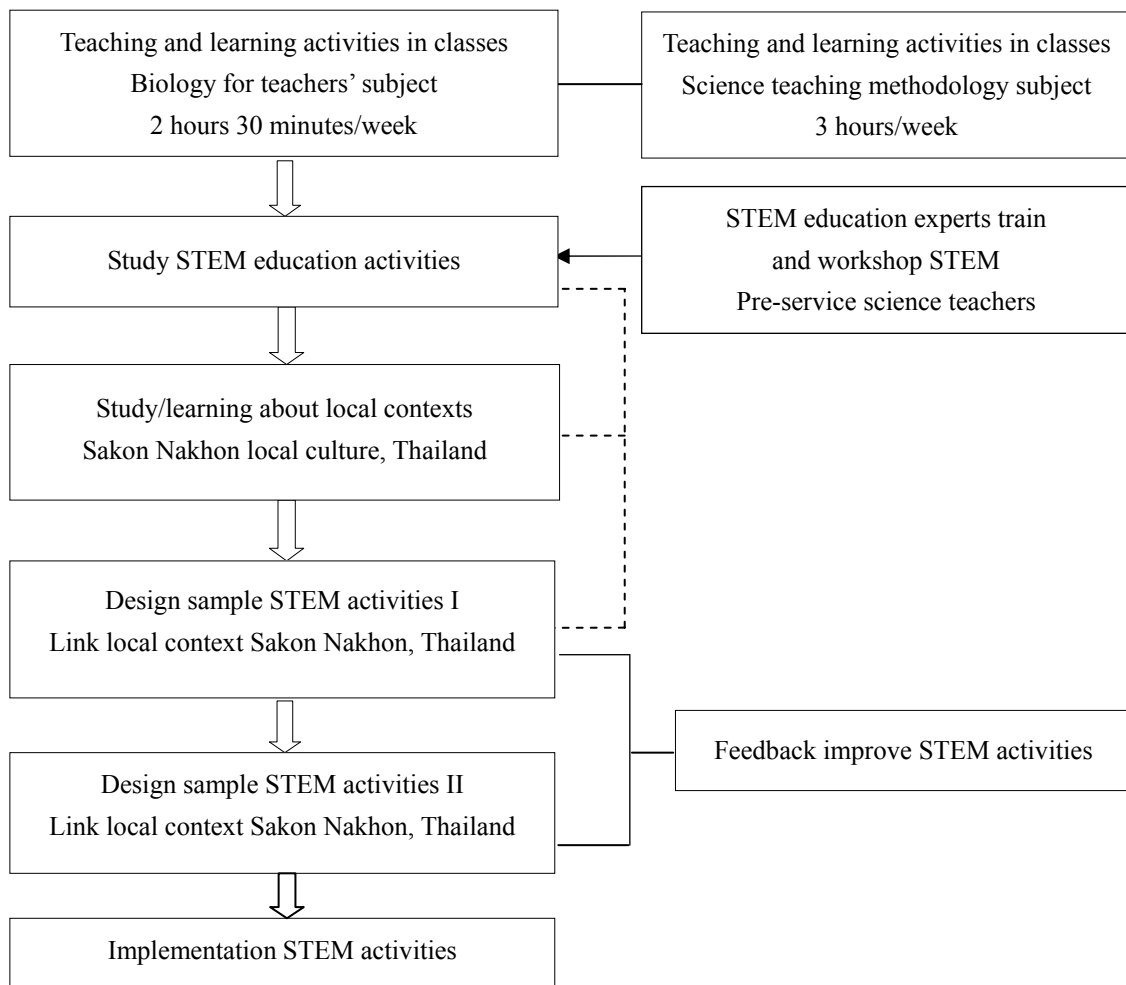 Teaching and learning activities in classes
Biology for teachers’ subject
2 hours 30 minutes/week
Teaching and learning activities in classes
Science teaching methodology subject
3 hours/week
STEM education experts train
and workshop STEM
Pre-service science teachers
Study STEM education activities
Study/learning about local contexts
Sakon Nakhon local culture, Thailand
Design sample STEM activities I
Link local context Sakon Nakhon, Thailand
Feedback improve STEM activities
Design sample STEM activities II
Link local context Sakon Nakhon, Thailand
Implementation STEM activities